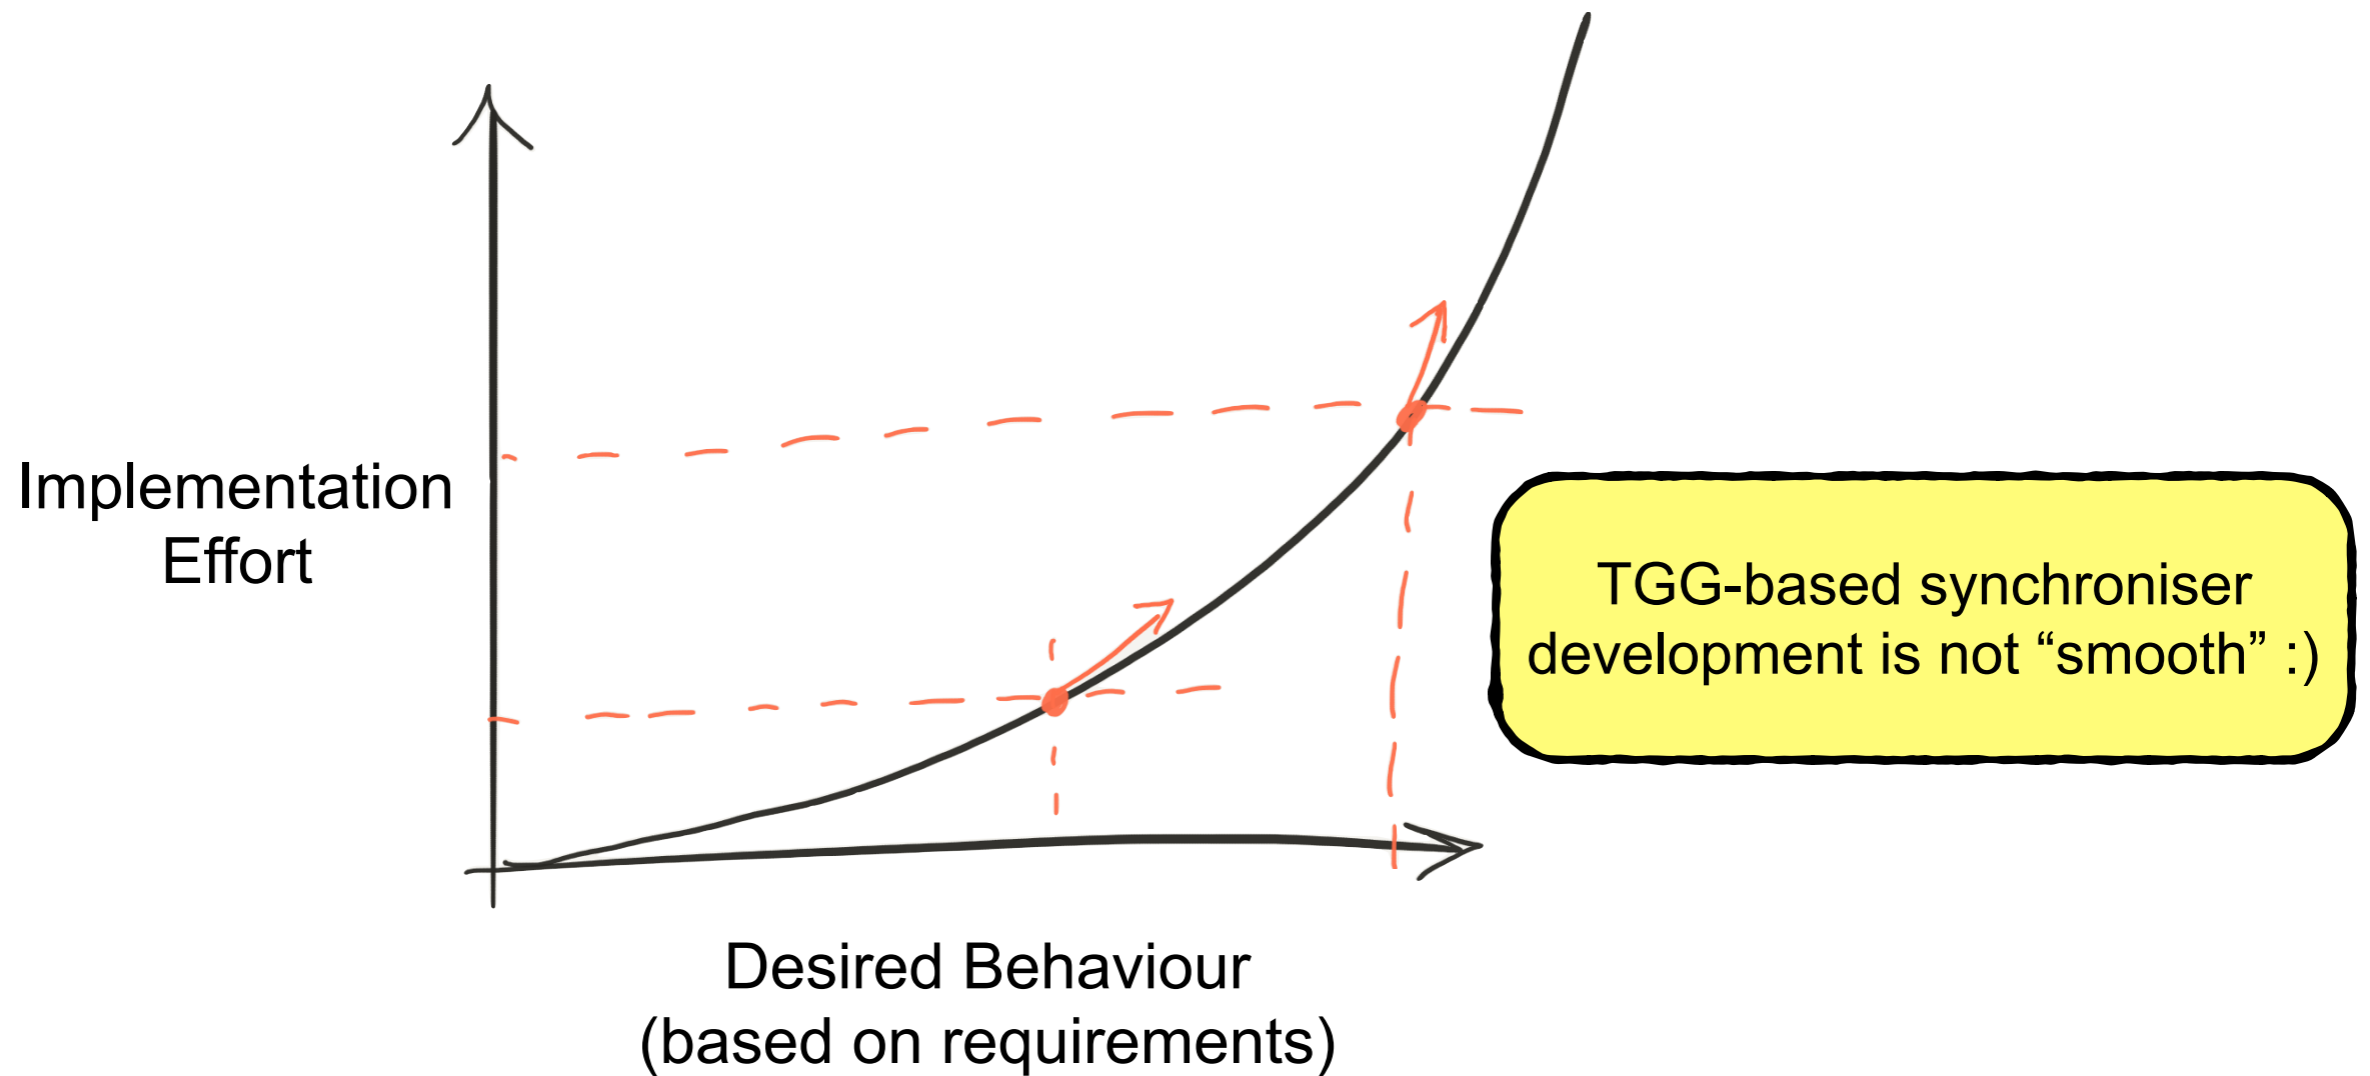 Implementation
Effort
TGG-based synchroniser
development is not “smooth” :)
Desired Behaviour
(based on requirements)